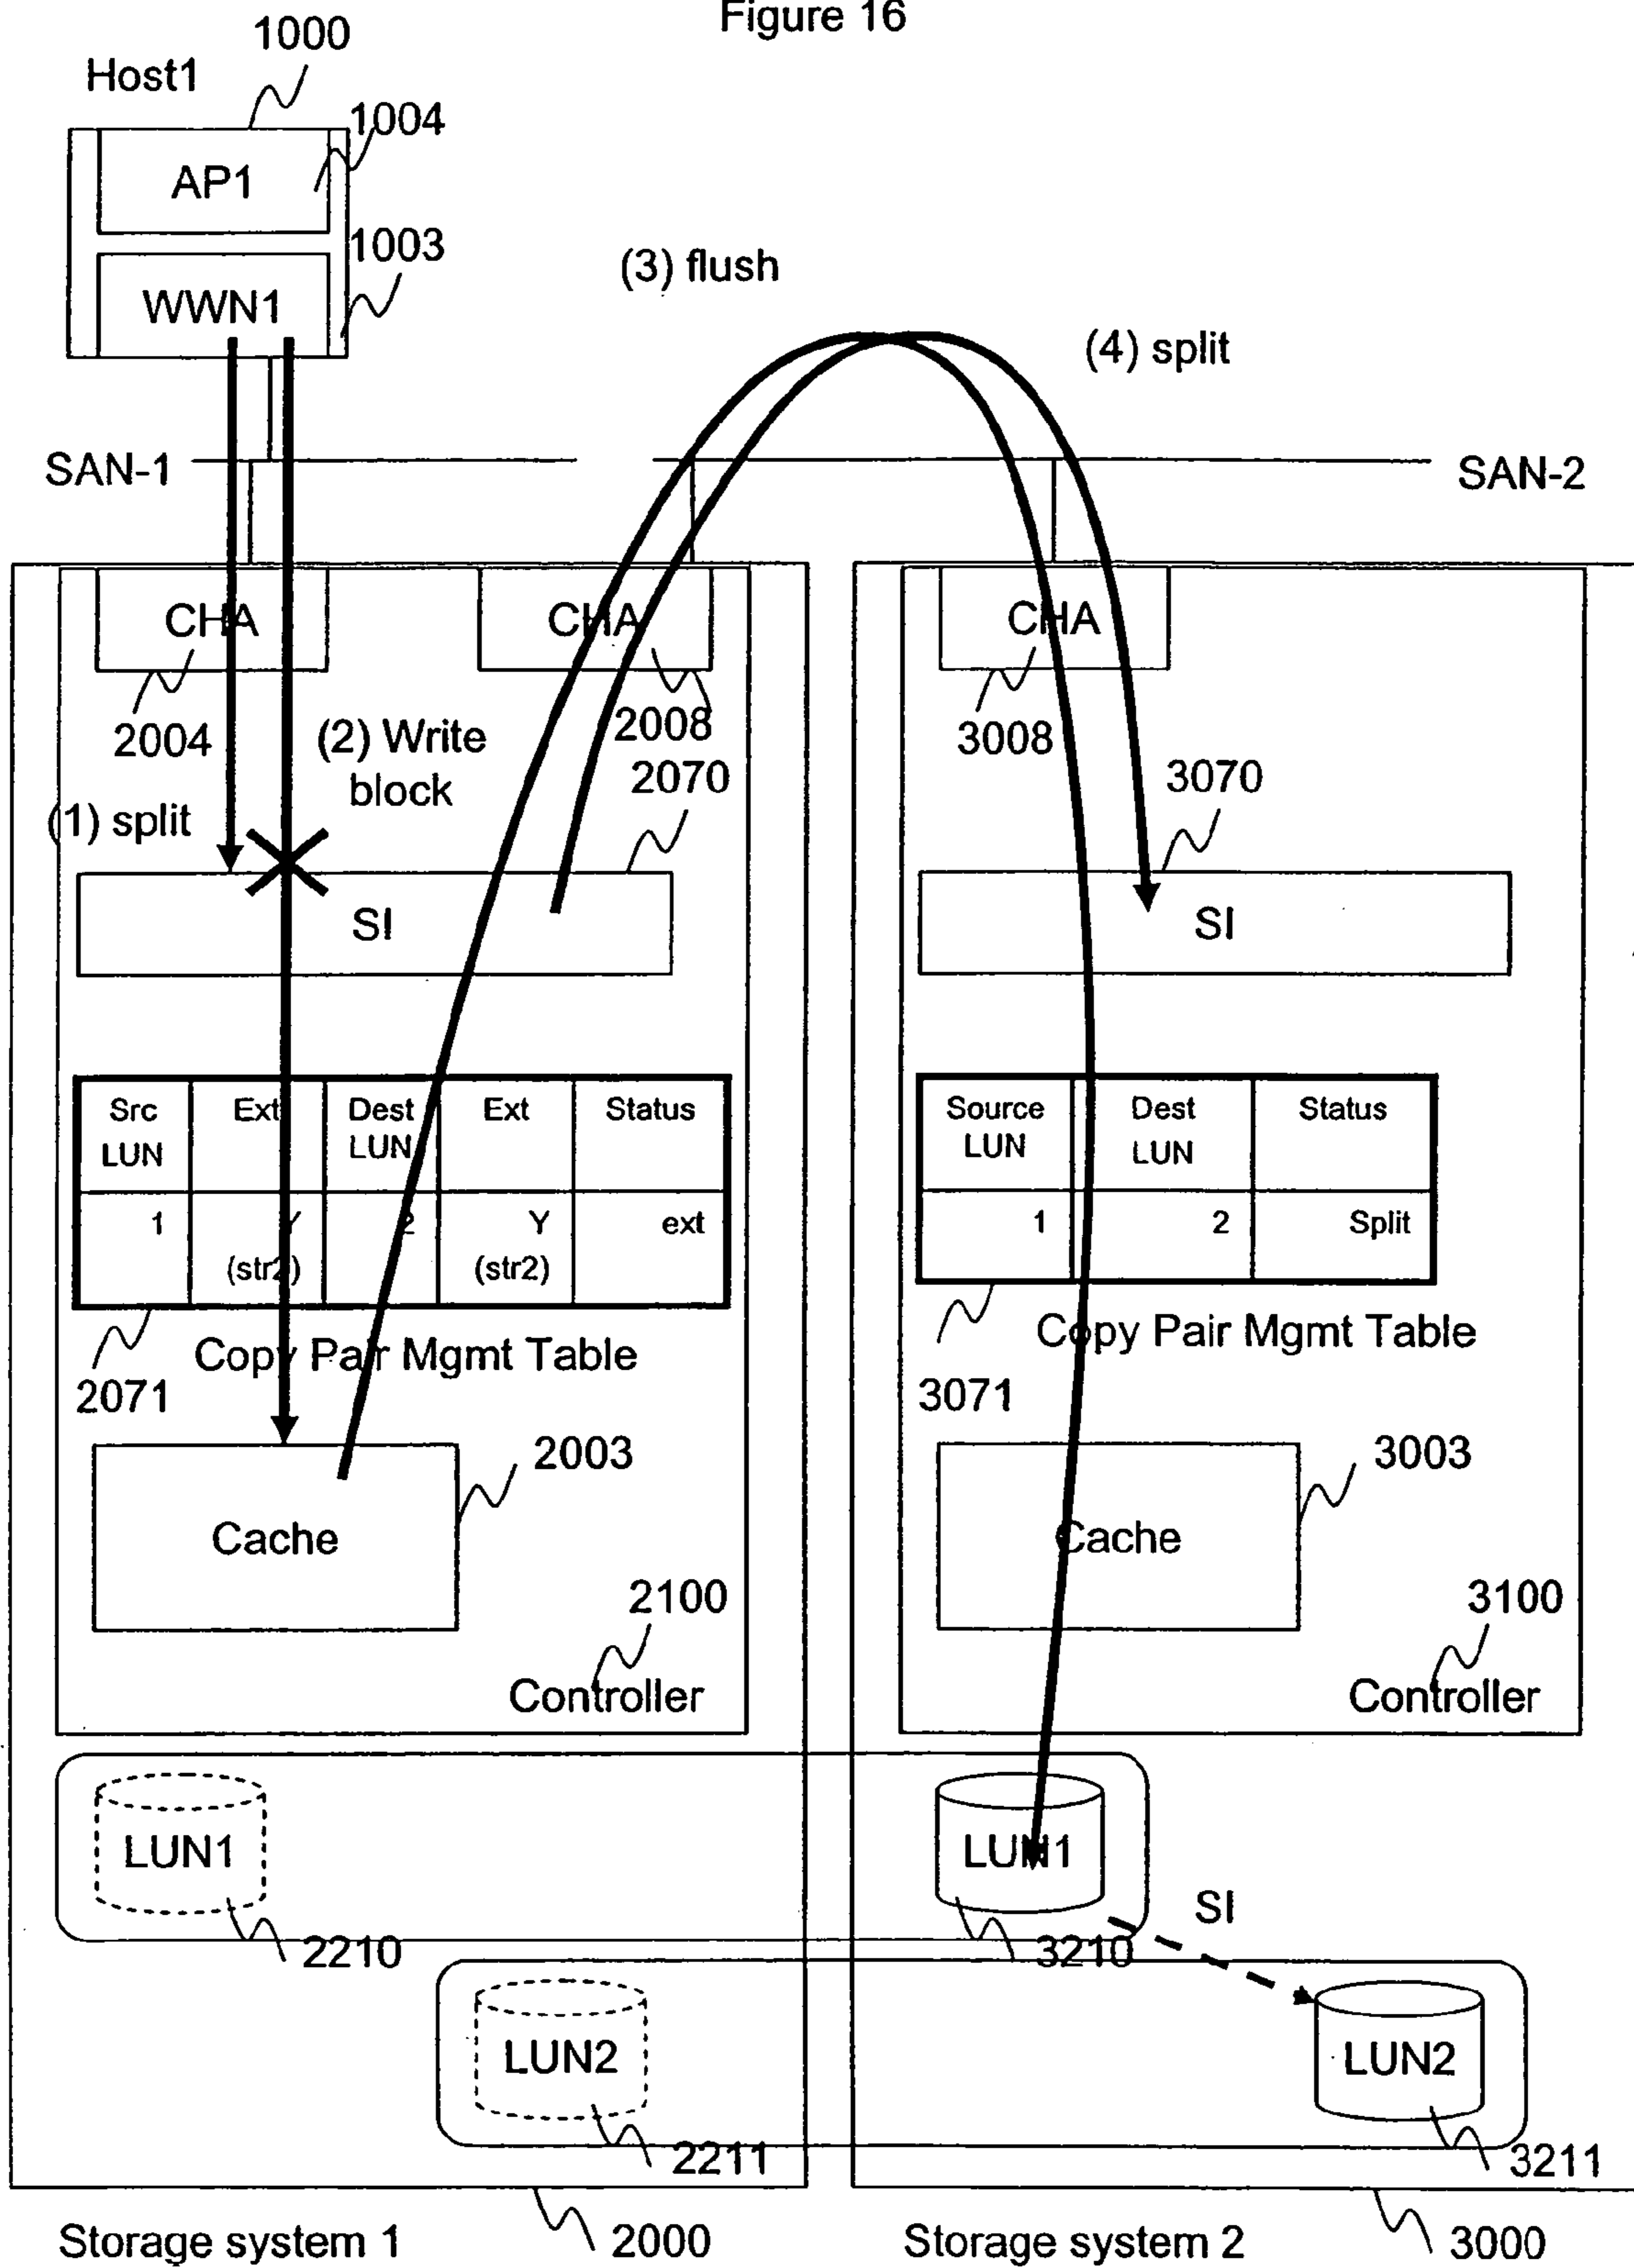 Figure 16
1000
Host1
1004
AP1
1003
WWN1
(3) flush
(4) split
SAN-1
SAN-2
CHA
CHA
CHA
2004
2008
3008
(2) Write
block
2070
3070
(1) split
SI
SI
Src
LUN
Ext
Dest
LUN
Ext
Status
1
Y
(str2)
2
Y
(str2)
ext
Source
LUN
Dest
LUN
Status
1
2
Split
Copy Pair Mgmt Table
2071
Copy Pair Mgmt Table
3071
2003
Cache
3003
Cache
2100
Controller
3100
Controller
LUN1
2210
LUN1
3210
SI
LUN2
2211
LUN2
3211
Storage system 1
2000
Storage system 2
3000